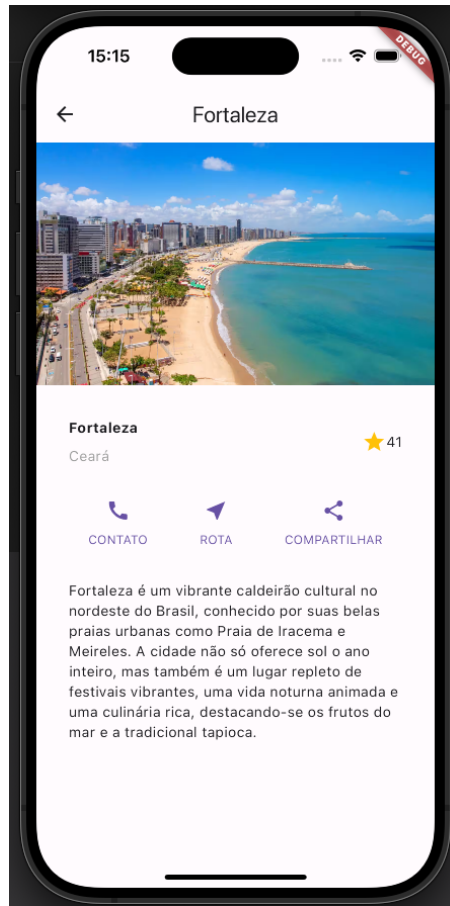 15:15
DEBUG
Fortaleza
Fortaleza
Ceará
41
CONTATO
ROTA
COMPARTILHAR
Fortaleza é um vibrante caldeirão cultural no
nordeste do Brasil, conhecido por suas belas
praias urbanas como Praia de Iracema e
Meireles. A cidade não só oferece sol o ano
inteiro, mas também é um lugar repleto de
festivais vibrantes, uma vida noturna animada e
uma culinária rica, destacando-se os frutos do
mar e a tradicional tapioca.